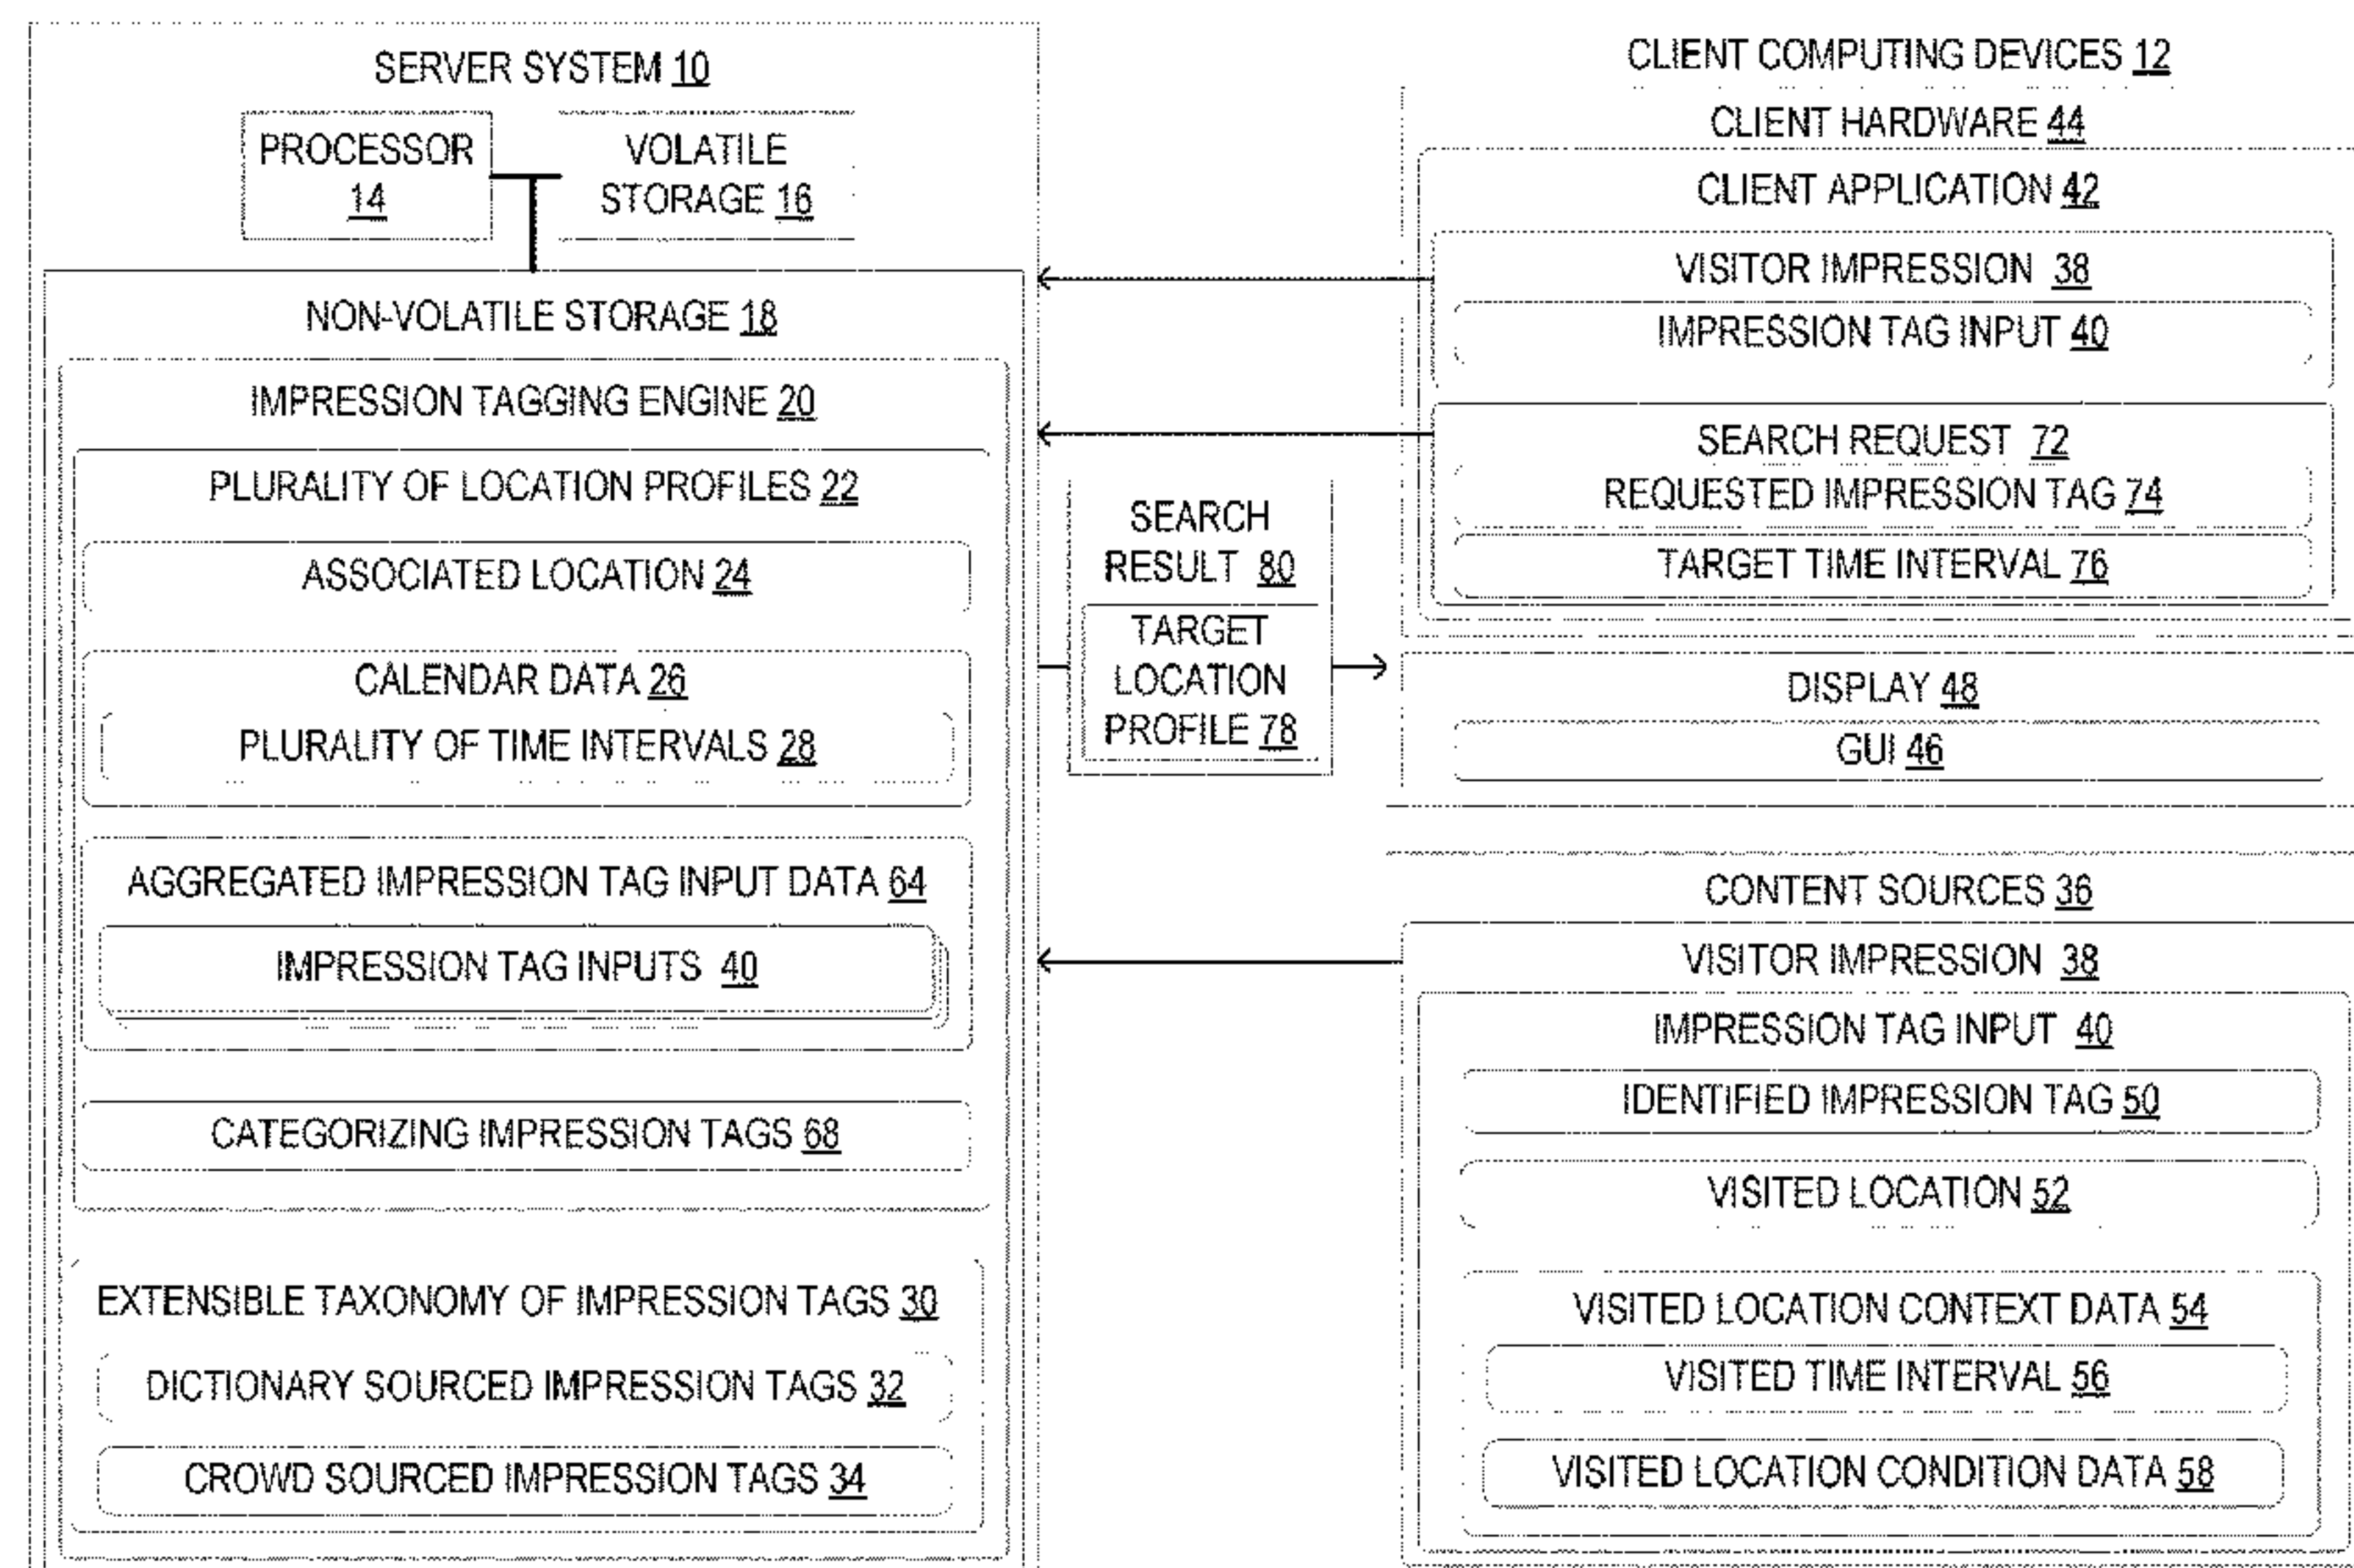 SERVER SYSTEM 10
PROCESSOR
14
VOLATILE
STORAGE 16
NON-VOLATILE STORAGE 18
IMPRESSION TAGGING ENGINE 20
PLURALITY OF LOCATION PROFILES 22
ASSOCIATED LOCATION 24
CALENDAR DATA 26
PLURALITY OF TIME INTERVALS 28
AGGREGATED IMPRESSION TAG INPUT DATA 64
IMPRESSION TAG INPUTS 40
CATEGORIZING IMPRESSION TAGS 68
EXTENSIBLE TAXONOMY OF IMPRESSION TAGS 30
DICTIONARY SOURCED IMPRESSION TAGS 32
CROWD SOURCED IMPRESSION TAGS 34
SEARCH
RESULT 80
TARGET
LOCATION
PROFILE 78
CLIENT COMPUTING DEVICES 12
CLIENT HARDWARE 44
CLIENT APPLICATION 42
VISITOR IMPRESSION 38
IMPRESSION TAG INPUT 40
SEARCH REQUEST 72
REQUESTED IMPRESSION TAG 74
TARGET TIME INTERVAL 76
DISPLAY 48
GUI 46
CONTENT SOURCES 36
VISITOR IMPRESSION 38
IMPRESSION TAG INPUT 40
IDENTIFIED IMPRESSION TAG 50
VISITED LOCATION 52
VISITED LOCATION CONTEXT DATA 54
VISITED TIME INTERVAL 56
VISITED LOCATION CONDITION DATA 58